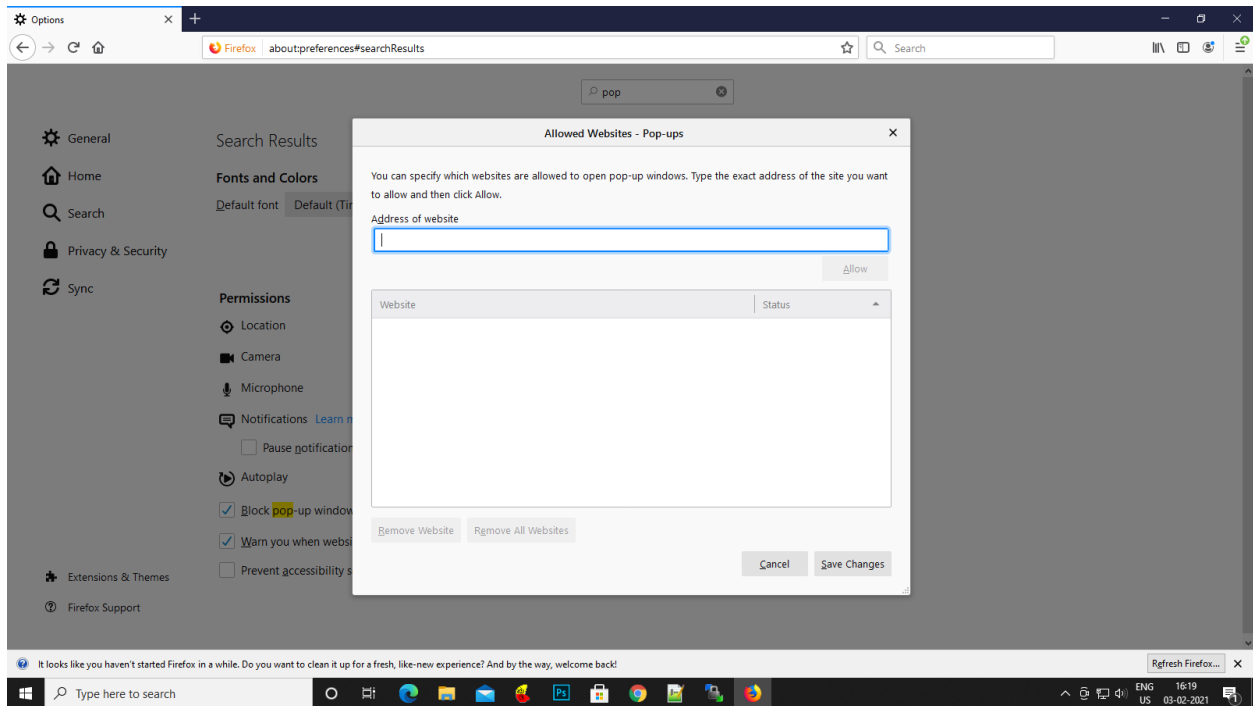 Options
Firefox about:preferences#searchResults
Search
pop
General
Home
Search
Privacy & Security
Sync
Extensions & Themes
Firefox Support
Search Results
Fonts and Colors
Default font Default (Tir
Permissions
Location
Camera
Microphone
Notifications Learn n
Pause notification
Autoplay
Block pop-up window
Warn you when websi
Prevent accessibility s
Allowed Websites - Pop-ups
You can specify which websites are allowed to open pop-up windows. Type the exact address of the site you want
to allow and then click Allow.
Address of website
Allow
Website Status
Remove Website Remove All Websites
Cancel Save Changes
It looks like you haven't started Firefox in a while. Do you want to clean it up for a fresh, like-new experience? And by the way, welcome back! Refresh Firefox...
Type here to search
Ps
ENG 16:19
US 03-02-2021
1